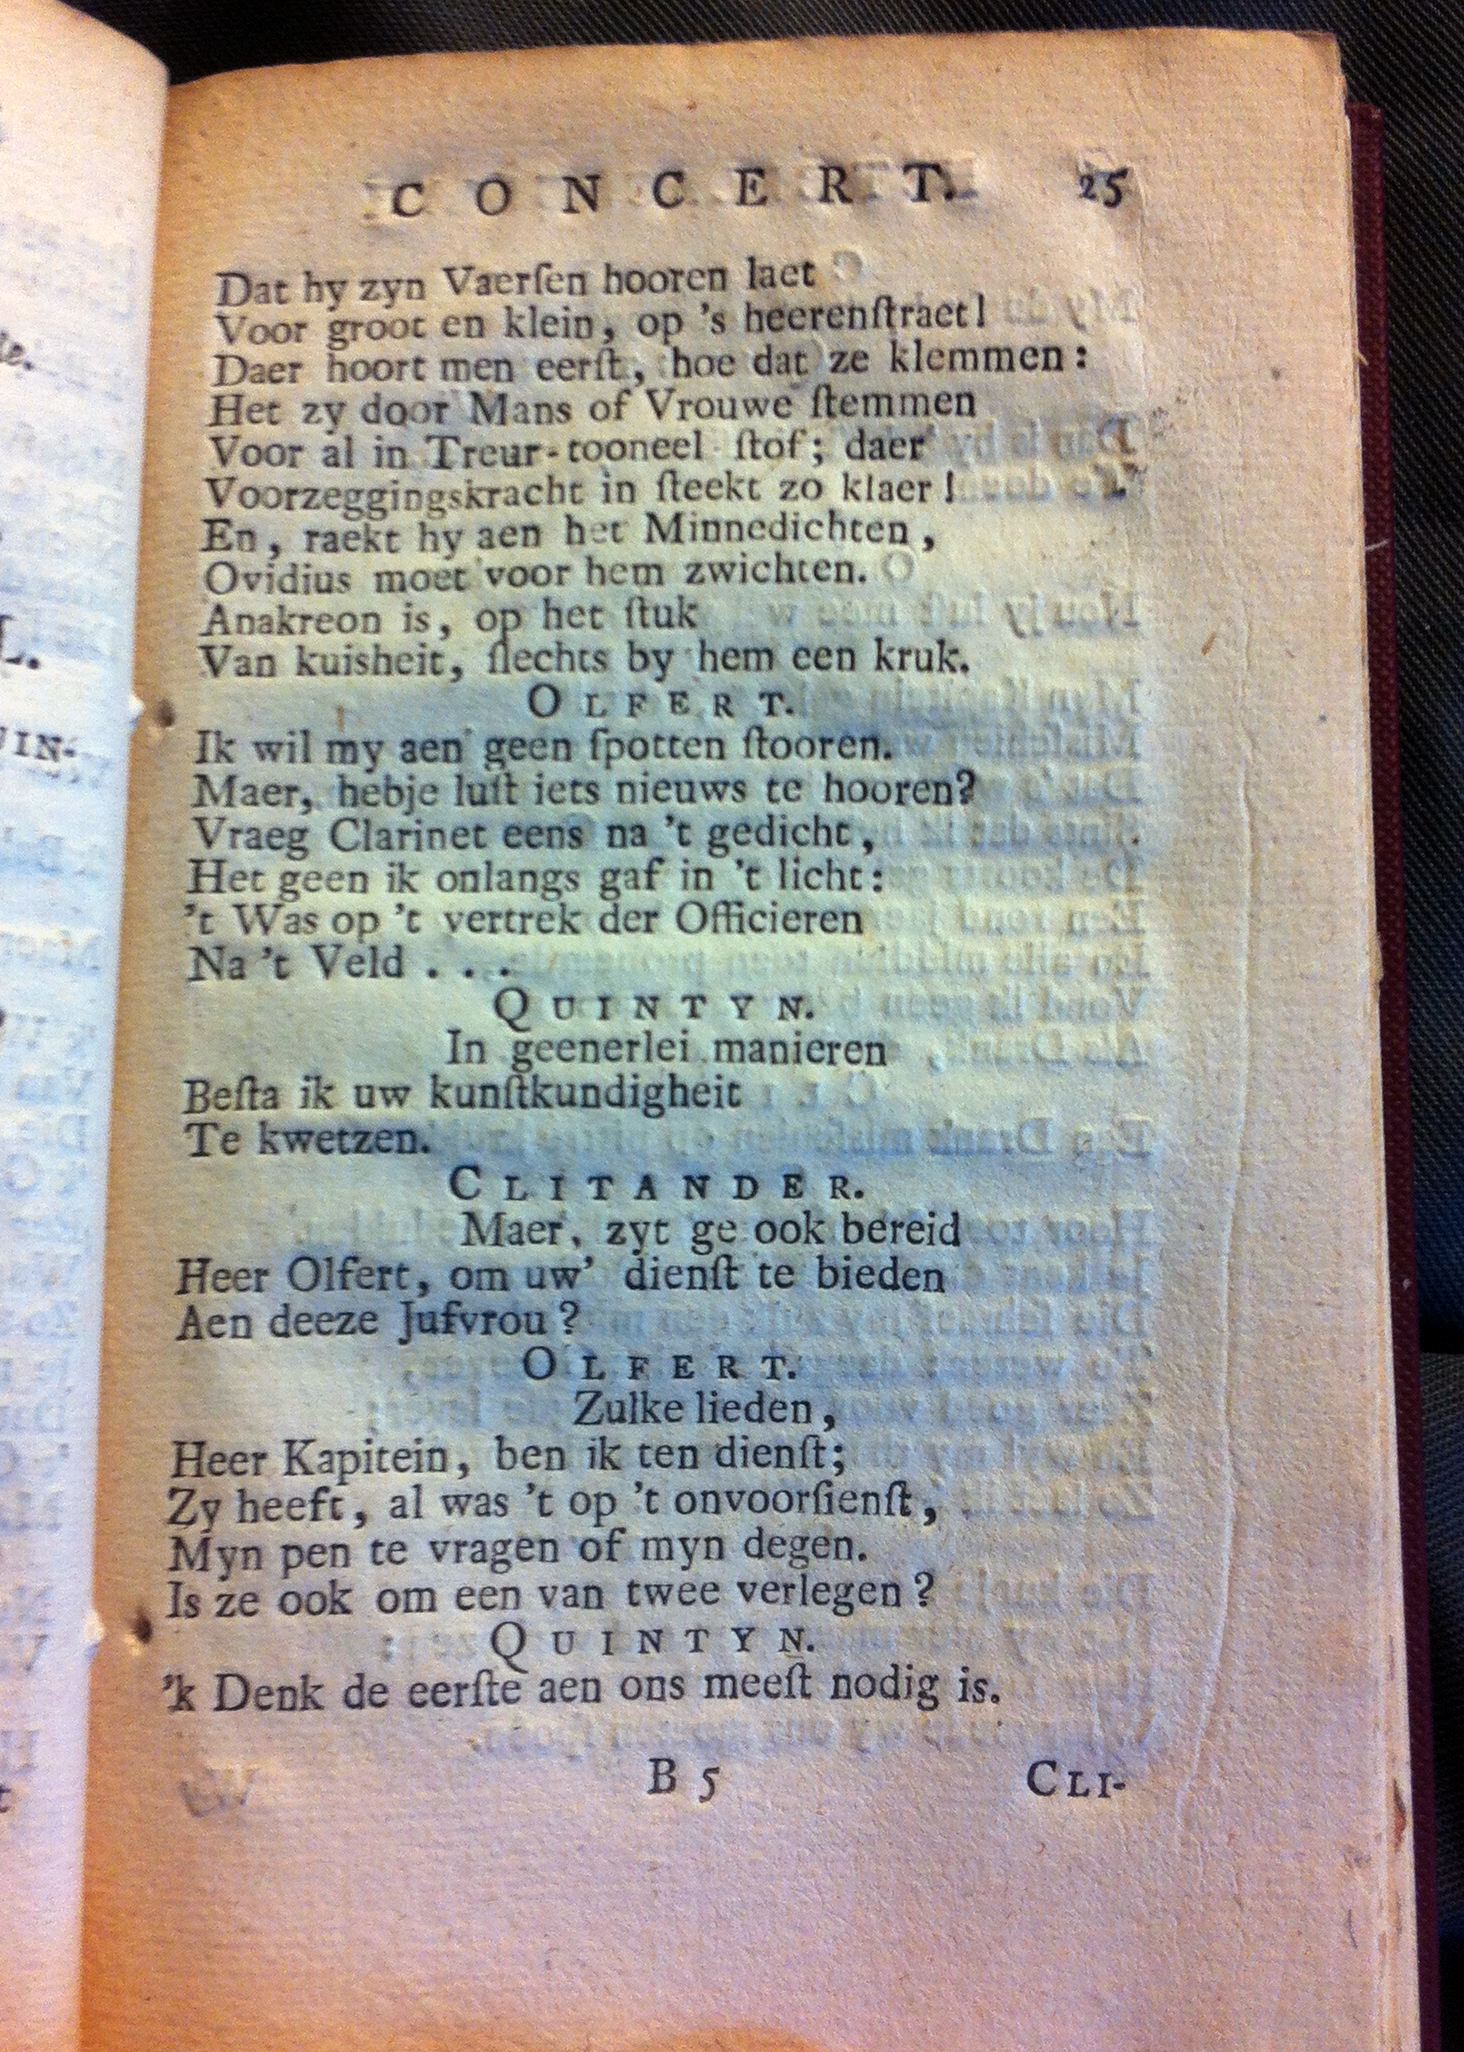 CONCERT. 25
Dat hy zyn Vaerſen hooren laet
Voor groot en klein, op 's heerenſtraet!
Daer hoort men eerſt, hoe dat ze klemmen:
Het zy door Mans of Vrouwe ſtemmen
Voor al in Treur-tooneel ſtof; daer
Voorzeggingskracht in ſteekt zo klaer!
En, raekt hy aen het Minnedichten,
Ovidius moet voor hem zwichten.
Anakreon is, op het ſtuk
Van kuisheit, ſlechts by hem een kruk.
OLFERT.
Ik wil my aen geen ſpotten ſtooren.
Maer, hebje luſt iets nieuws te hooren?
Vraeg Clarinet eens na 't gedicht,
Het geen ik onlangs gaf in 't licht:
't Was op 't vertrek der Officieren
Na 't Veld . . .
QUINTYN.
In geenerlei manieren
Beſta ik uw kunſtkundigheit
Te kwetzen.
CLITANDER.
Maer, zyt ge ook bereid
Heer Olfert, om uw' dienſt te bieden
Aen deeze Jufvrou?
OLFERT.
Zulke lieden,
Heer Kapitein, ben ik ten dienſt;
Zy heeft, al was 't op 't onvoorſienſt,
Myn pen te vragen of myn degen.
Is ze ook om een van twee verlegen?
QUINTYN.
'k Denk de eerſte aen ons meeſt nodig is.
B 5 CLI-